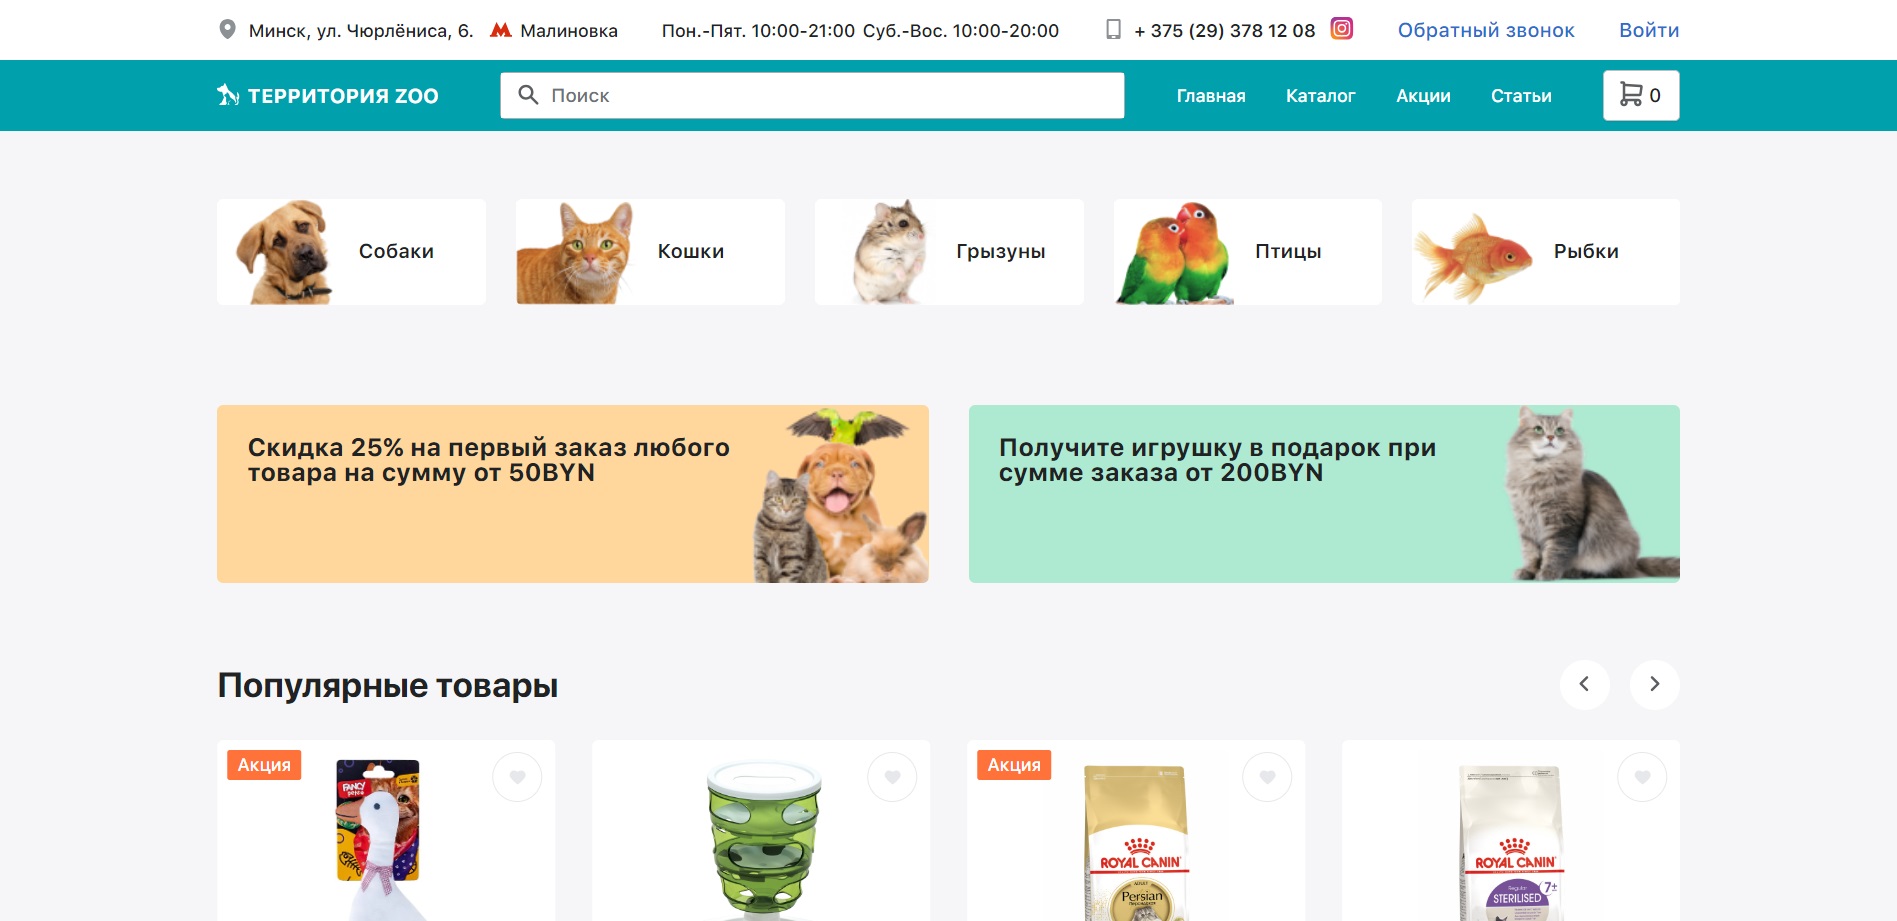 Минск, ул. Чюрлёниса, 6. Малиновка Пон.-Пят. 10:00-21:00 Суб.-Вос. 10:00-20:00 + 375 (29) 378 12 08 Обратный звонок Войти
ТЕРРИТОРИЯ ZOO Поиск Главная Каталог Акции Статьи 0
Собаки Кошки Грызуны Птицы Рыбки
Скидка 25% на первый заказ любого
товара на сумму от 50BYN
Получите игрушку в подарок при
сумме заказа от 200BYN
Популярные товары
Акция
FANCY
pets
Акция
ROYAL CANIN
ADULT
Persian
ROYAL CANIN
Regular
STERILISED
7+